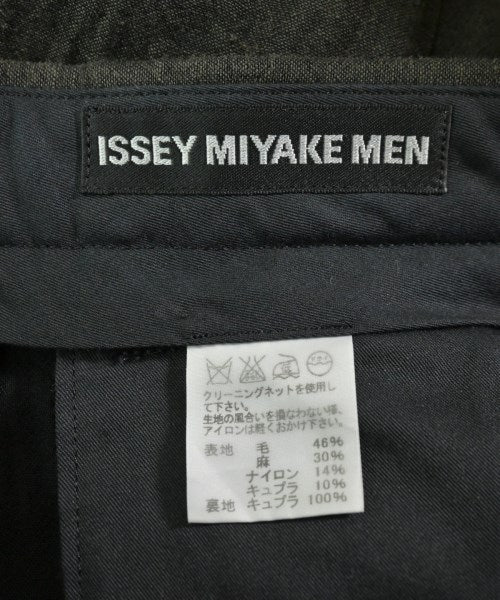 ISSEY MIYAKE MEN
ドライ
クリーニングネットを使用し
て下さい。
生地の風合いを損なわない様、
アイロンは軽くおかけ下さい。
表地 毛 46%
麻 30%
ナイロン 14%
キュプラ 10%
裏地 キュプラ 100%